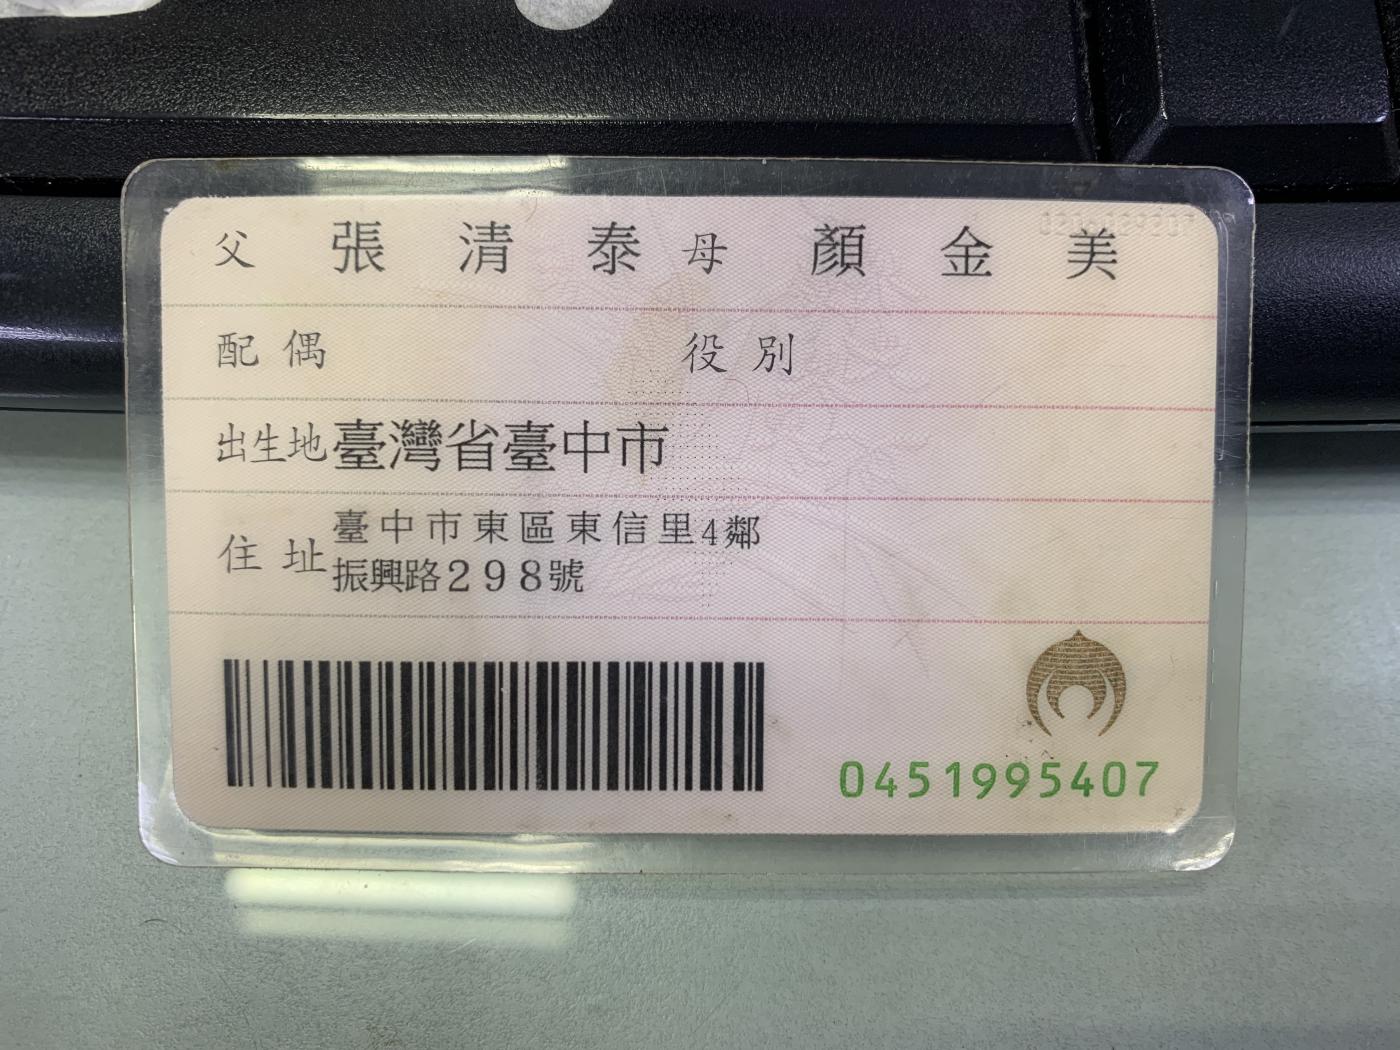 父 張清泰 母 顏金美
配偶 役別
出生地 臺灣省臺中市
住址 臺中市東區東信里4鄰
振興路298號
0451995407